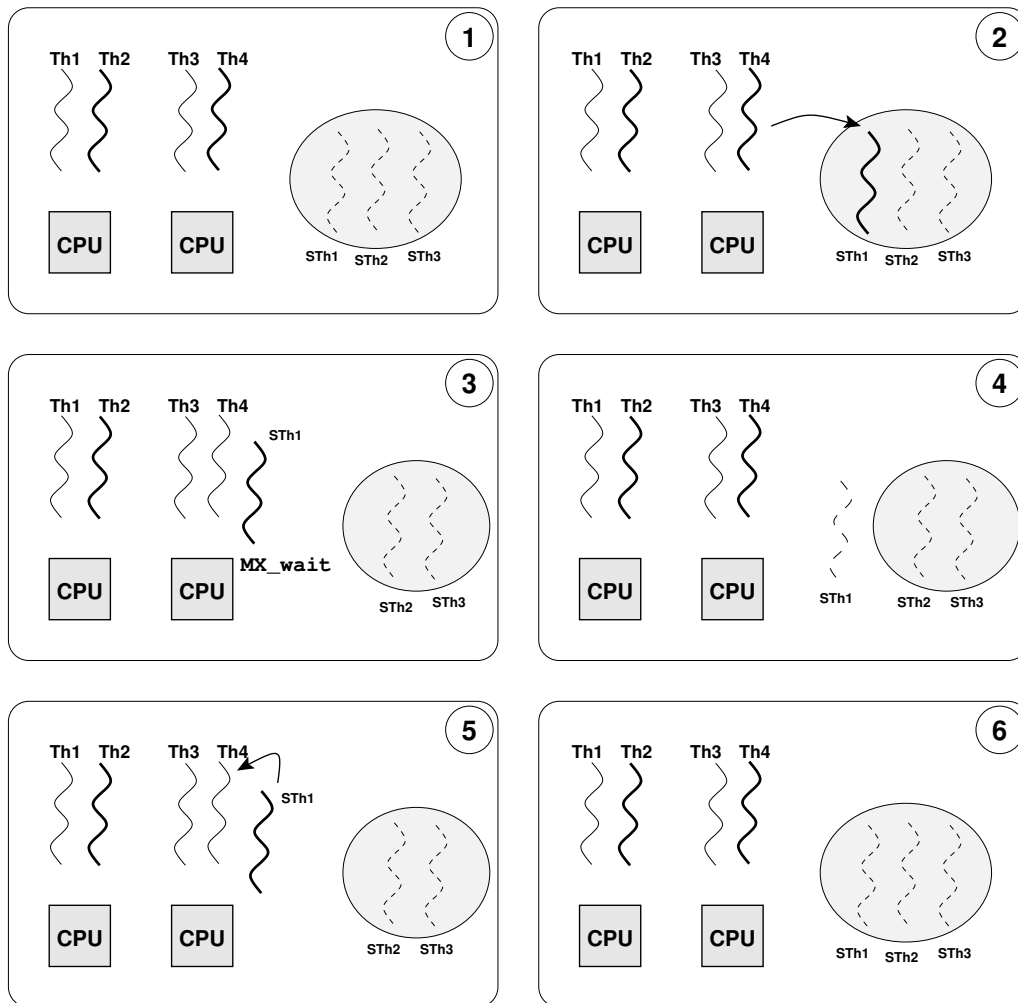 1
Th1 Th2 Th3 Th4
CPU CPU
STh1 STh2 STh3
2
Th1 Th2 Th3 Th4
CPU CPU
STh1 STh2 STh3
3
Th1 Th2 Th3 Th4
STh1
MX_wait
CPU CPU
STh2 STh3
4
Th1 Th2 Th3 Th4
CPU CPU
STh1 STh2 STh3
5
Th1 Th2 Th3 Th4
STh1
CPU CPU
STh2 STh3
6
Th1 Th2 Th3 Th4
CPU CPU
STh1 STh2 STh3